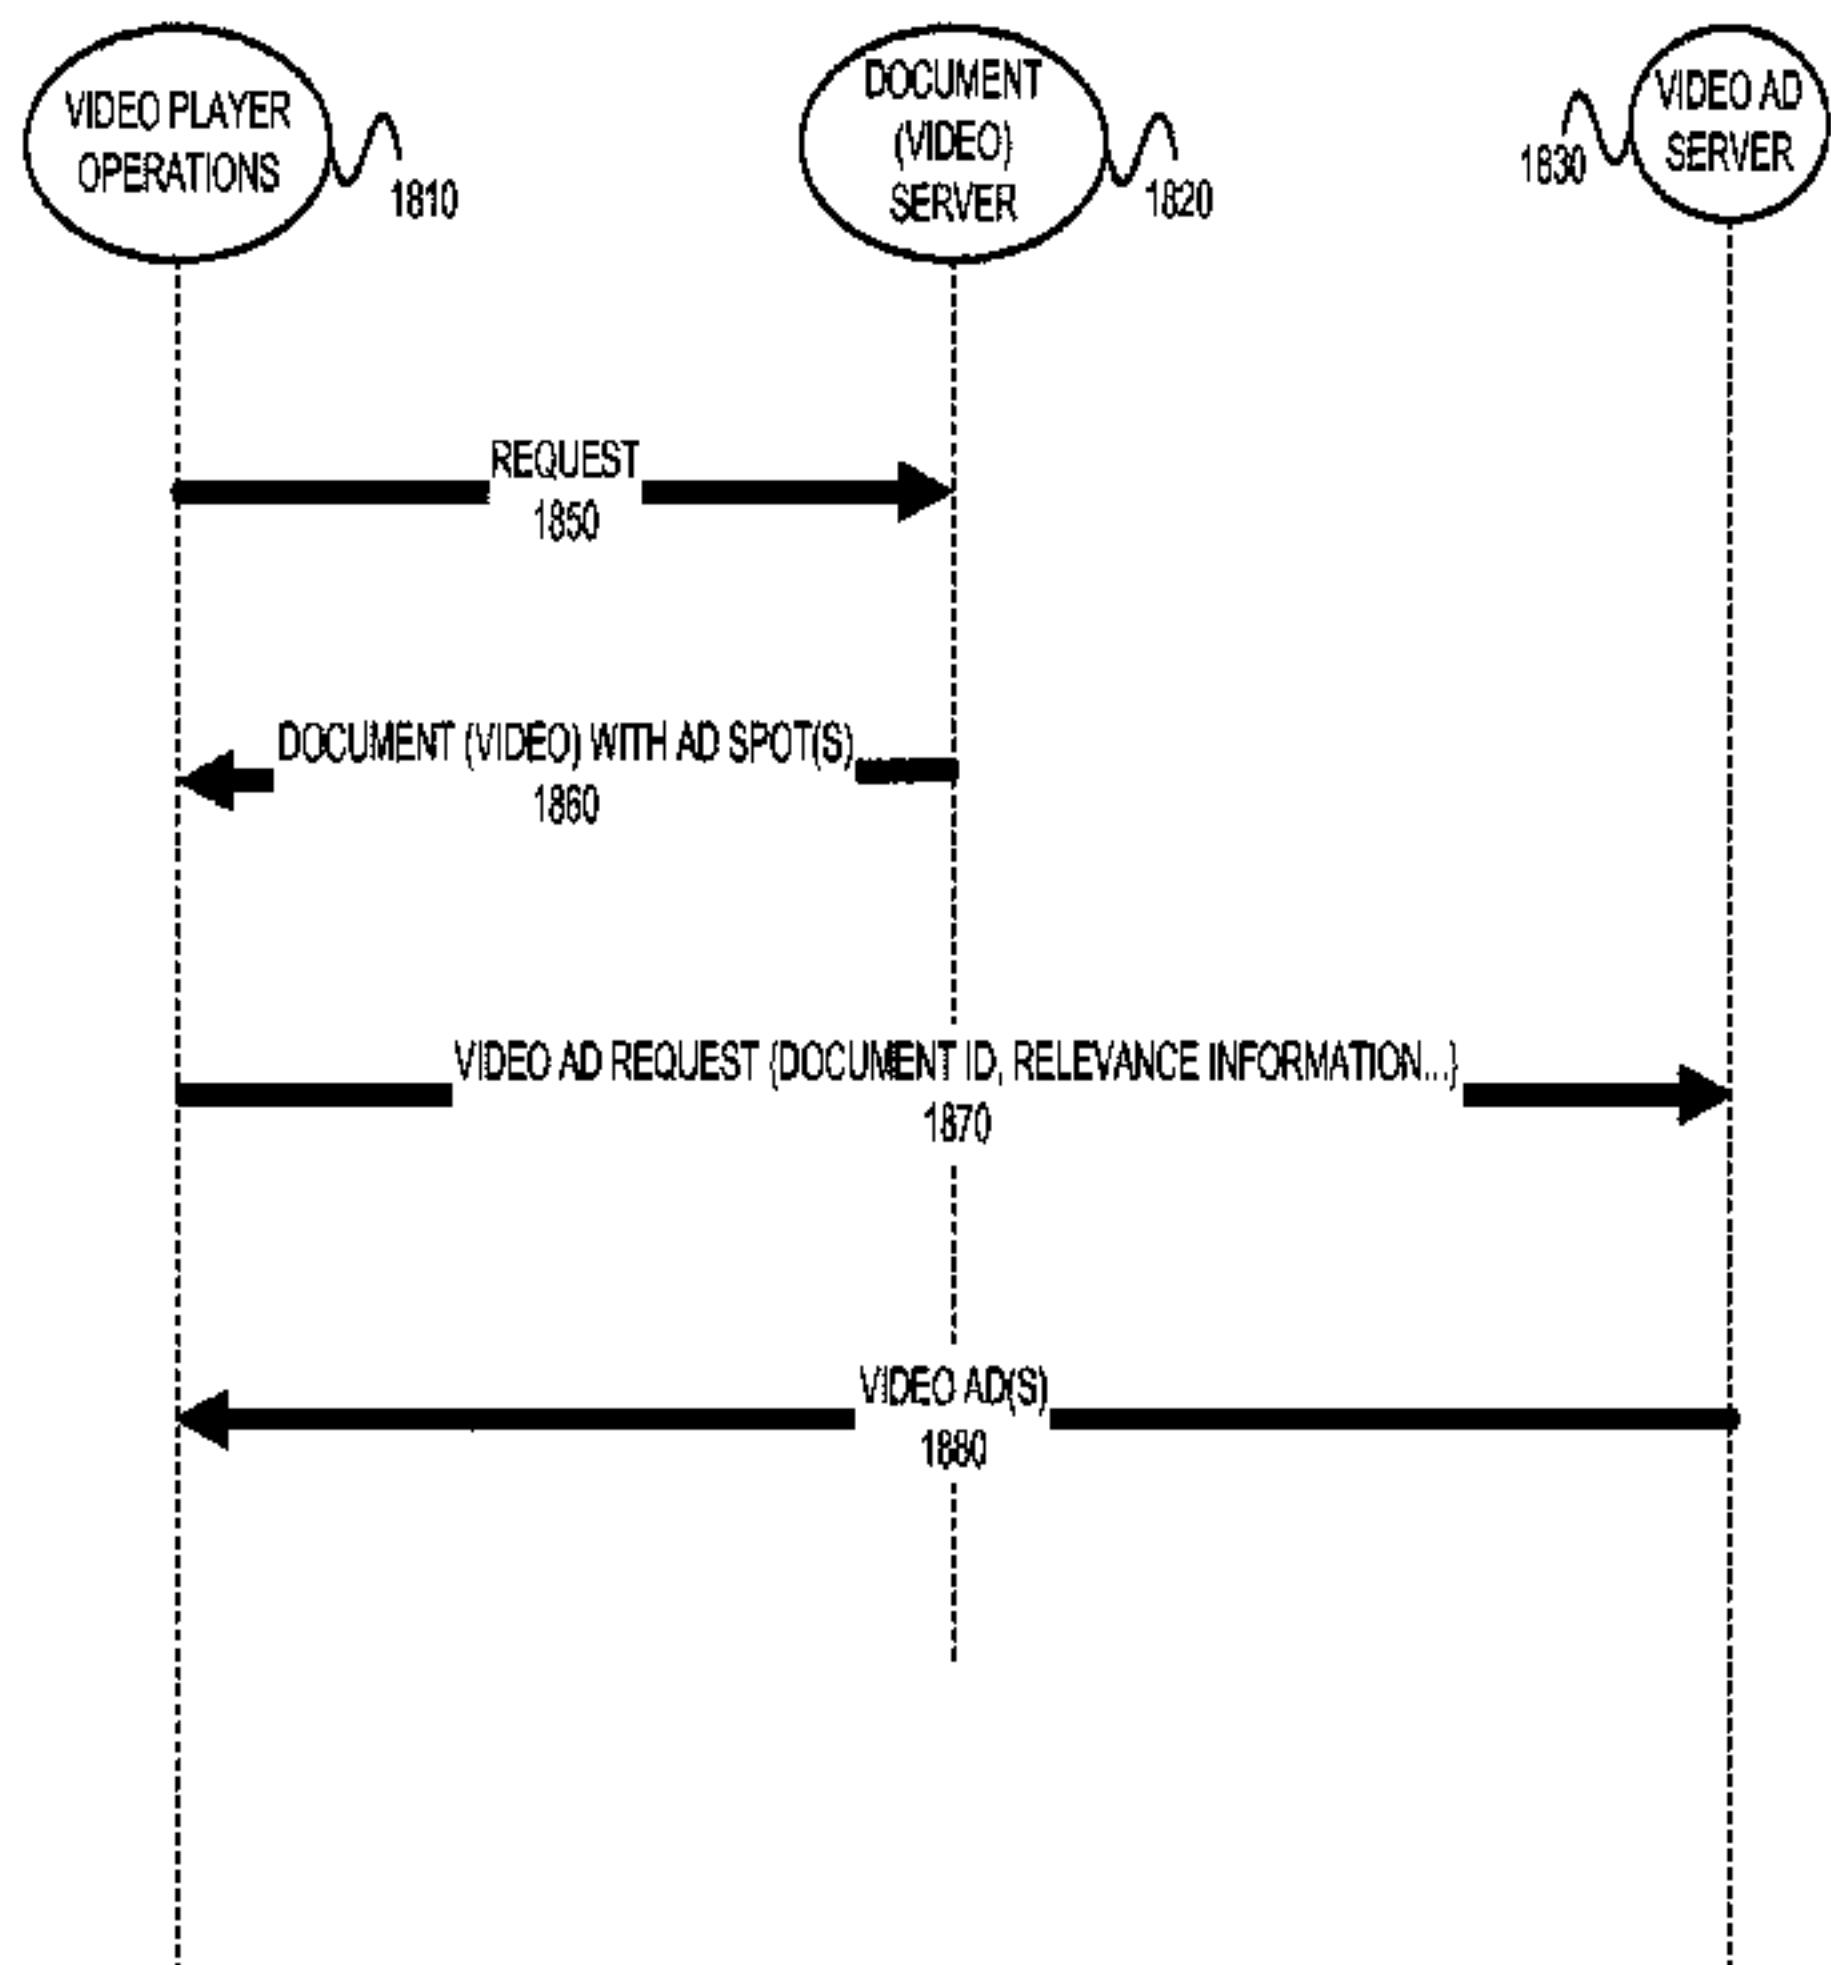 VIDEO PLAYER
OPERATIONS
1810
DOCUMENT
(VIDEO)
SERVER
1820
1830
VIDEO AD
SERVER
REQUEST
1850
DOCUMENT (VIDEO) WITH AD SPOT(S)
1860
VIDEO AD REQUEST {DOCUMENT ID, RELEVANCE INFORMATION...}
1870
VIDEO AD(S)
1880